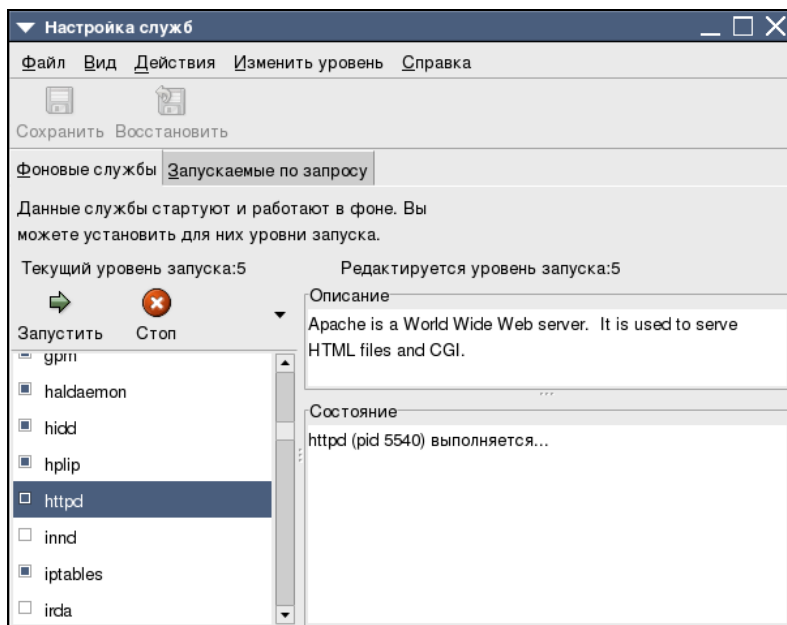 Настройка служб
Файл Вид Действия Изменить уровень Справка
Сохранить Восстановить
Фоновые службы Запускаемые по запросу
Данные службы стартуют и работают в фоне. Вы
можете установить для них уровни запуска.
Текущий уровень запуска:5 Редактируется уровень запуска:5
Запустить Стоп
gpm
haldaemon
hidd
hplip
httpd
innd
iptables
irda
Описание
Apache is a World Wide Web server. It is used to serve
HTML files and CGI.
Состояние
httpd (pid 5540) выполняется...